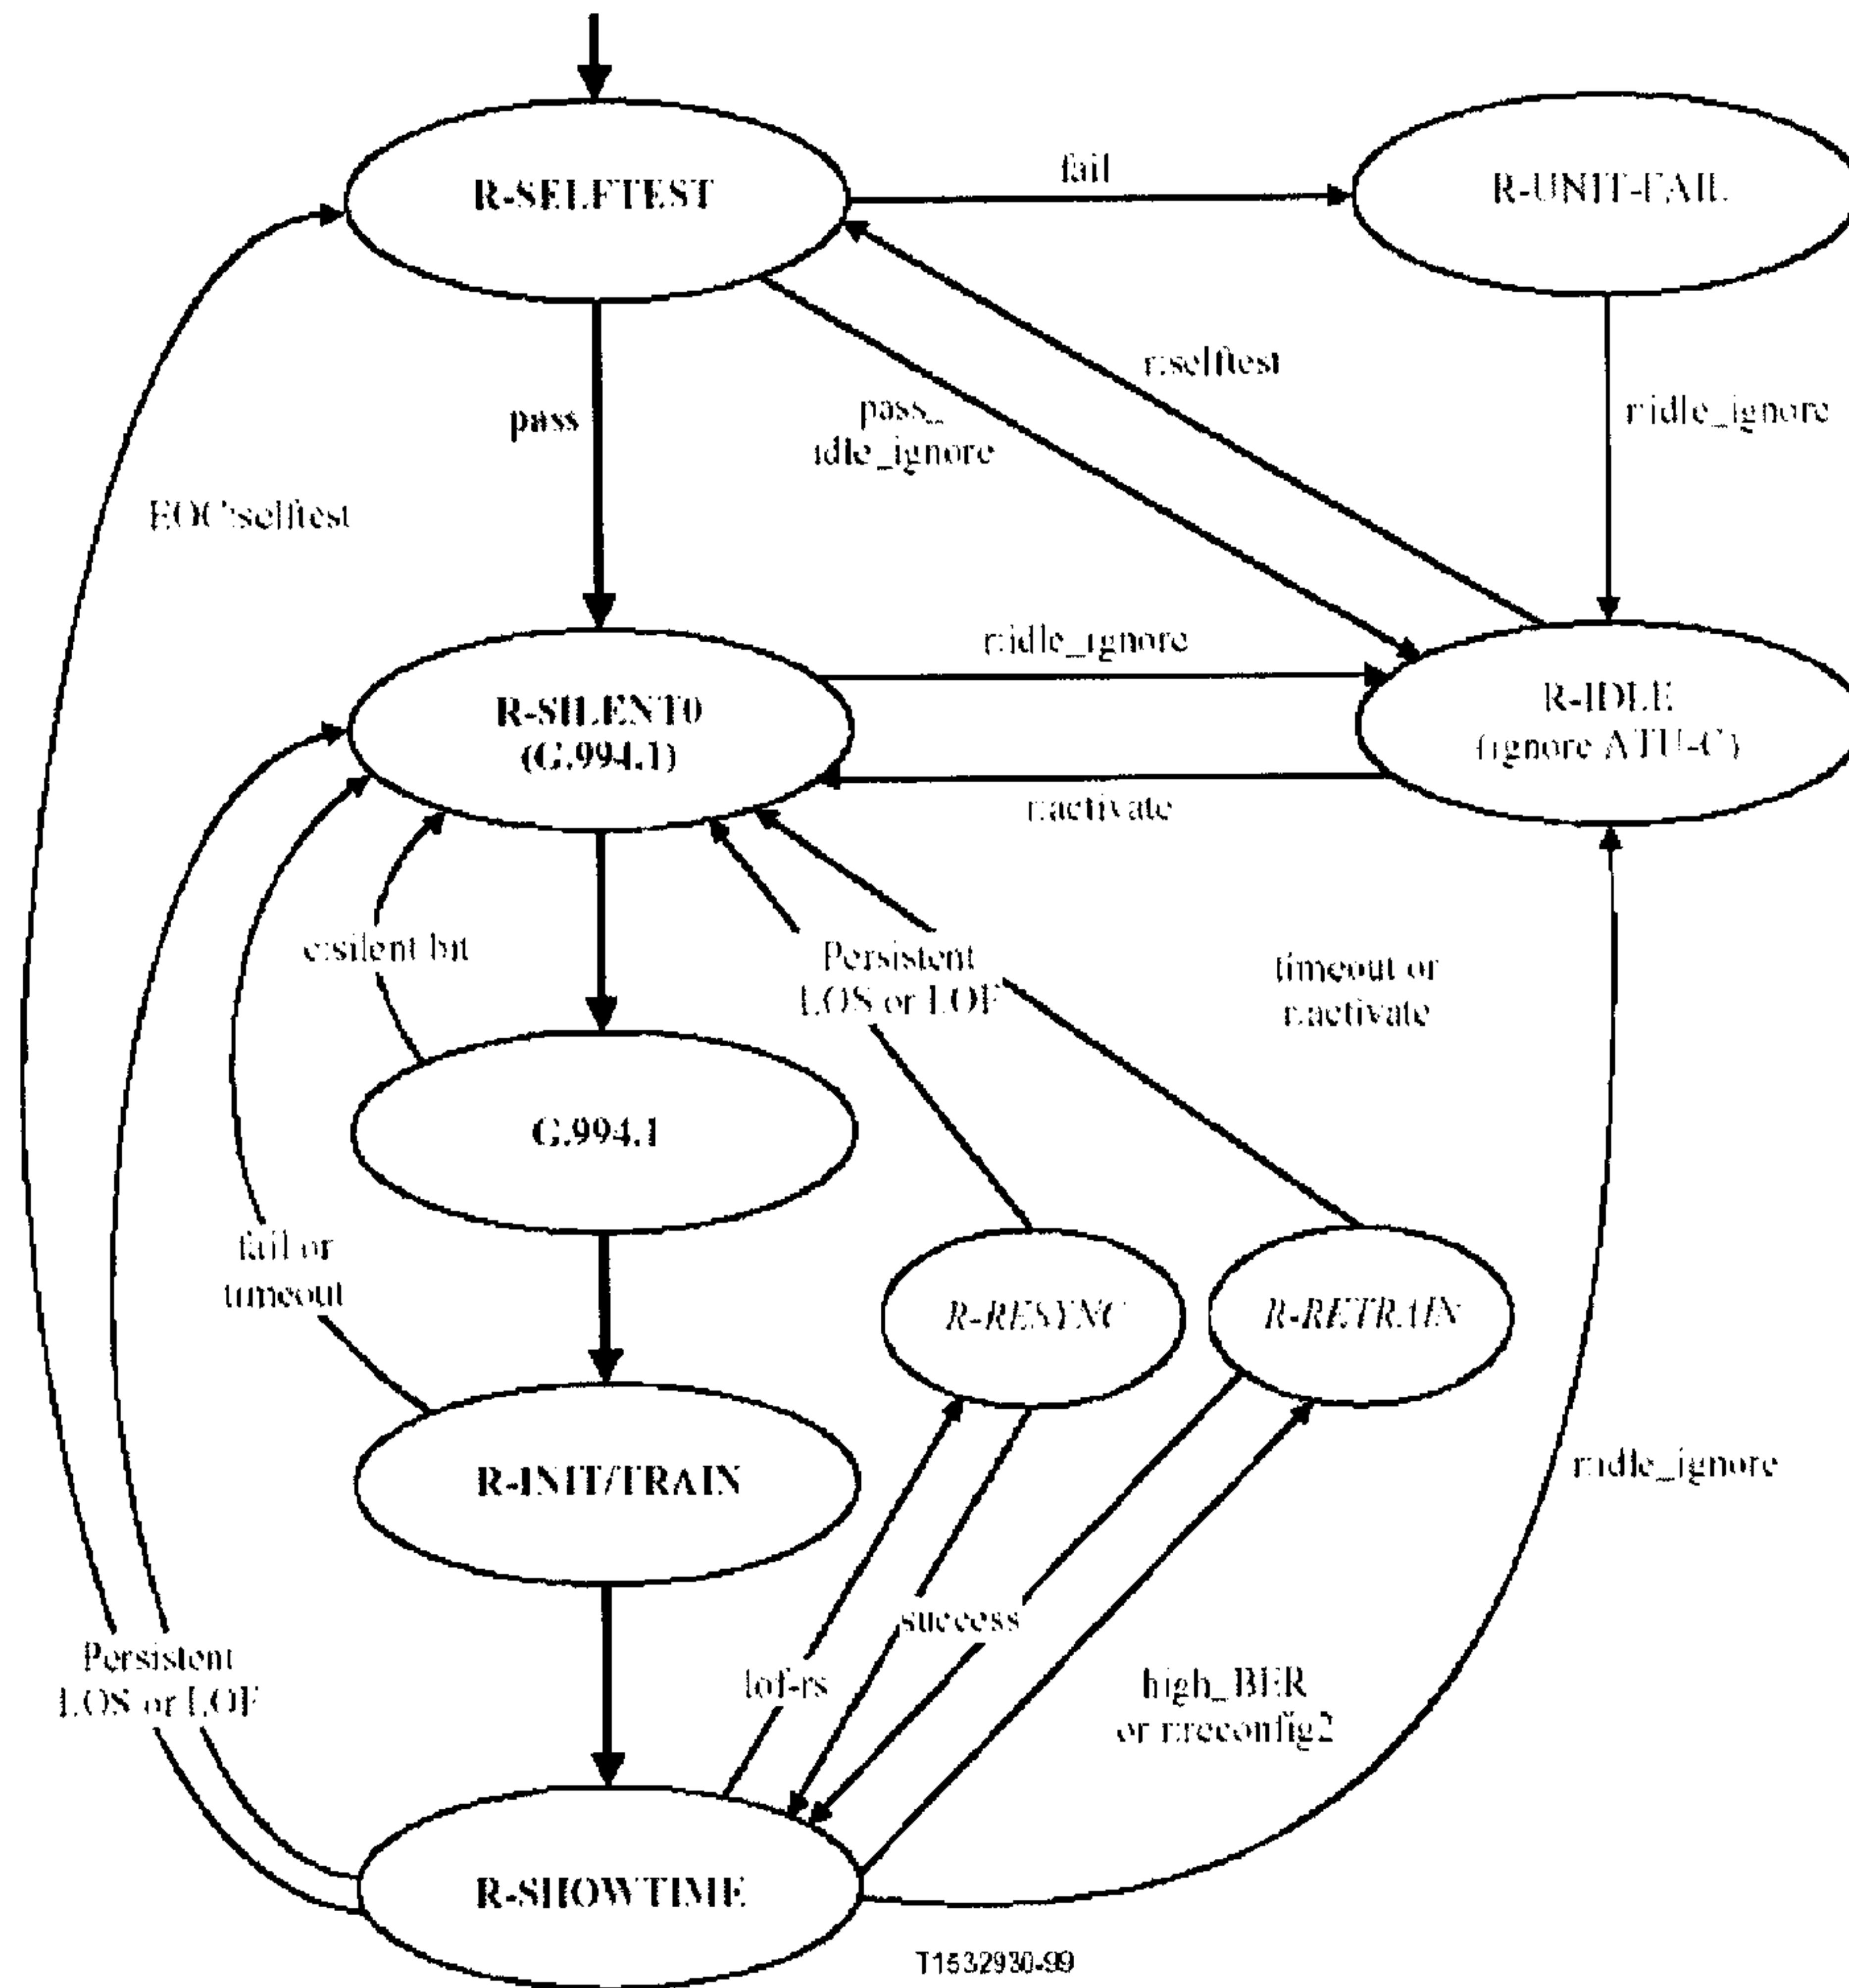 fail
R-SELFTEST
R-UNIT-FAIL
r:selftest
pass
pass_
idle_ignore
r:idle_ignore
EOC:selftest
r:idle_ignore
R-SILENT0
(G.994.1)
R-IDLE
(ignore ATU-C)
r:activate
c:silent bit
Persistent
LOS or LOF
timeout or
r:activate
G.994.1
fail or
timeout
R-RESYNC
R-RETRAIN
R-INIT/TRAIN
r:idle_ignore
success
Persistent
LOS or LOF
lof-rs
high_BER
or r:reconfig2
R-SHOWTIME
T1532930-99